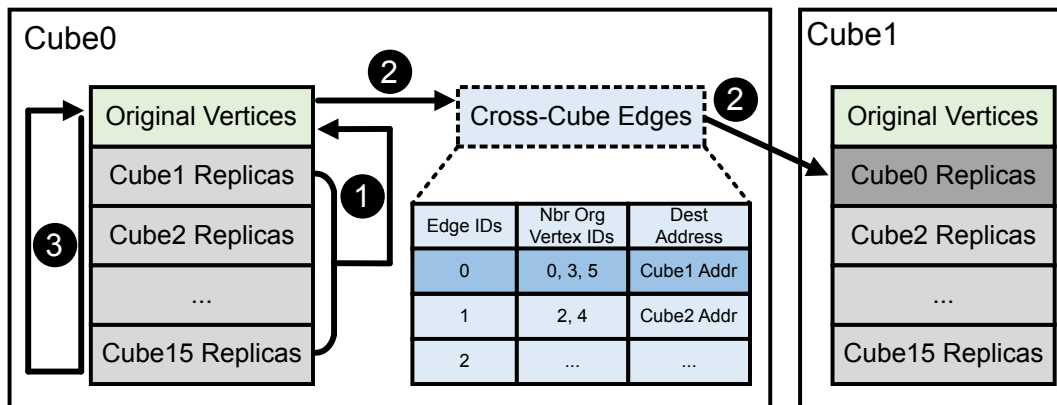 Cube0
2
Original Vertices
Cube1 Replicas
Cube2 Replicas
...
Cube15 Replicas
1
3
Cross-Cube Edges
2
Edge IDs
Nbr Org
Vertex IDs
Dest
Address
0
0, 3, 5
Cube1 Addr
1
2, 4
Cube2 Addr
2
...
...
Cube1
Original Vertices
Cube0 Replicas
Cube2 Replicas
...
Cube15 Replicas